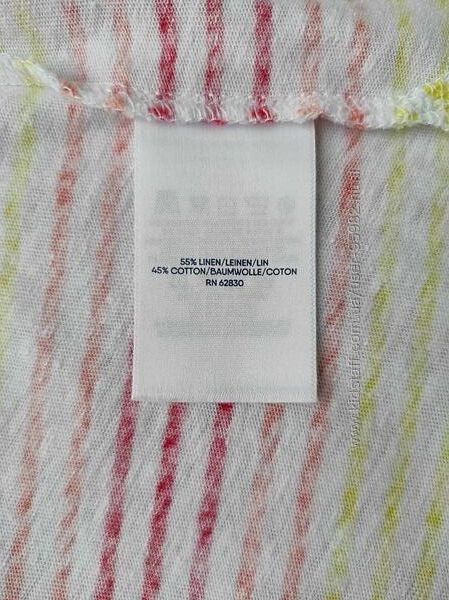 55% LINEN/LEINEN/LIN
45% COTTON/BAUMWOLLE/COTON
RN 62830